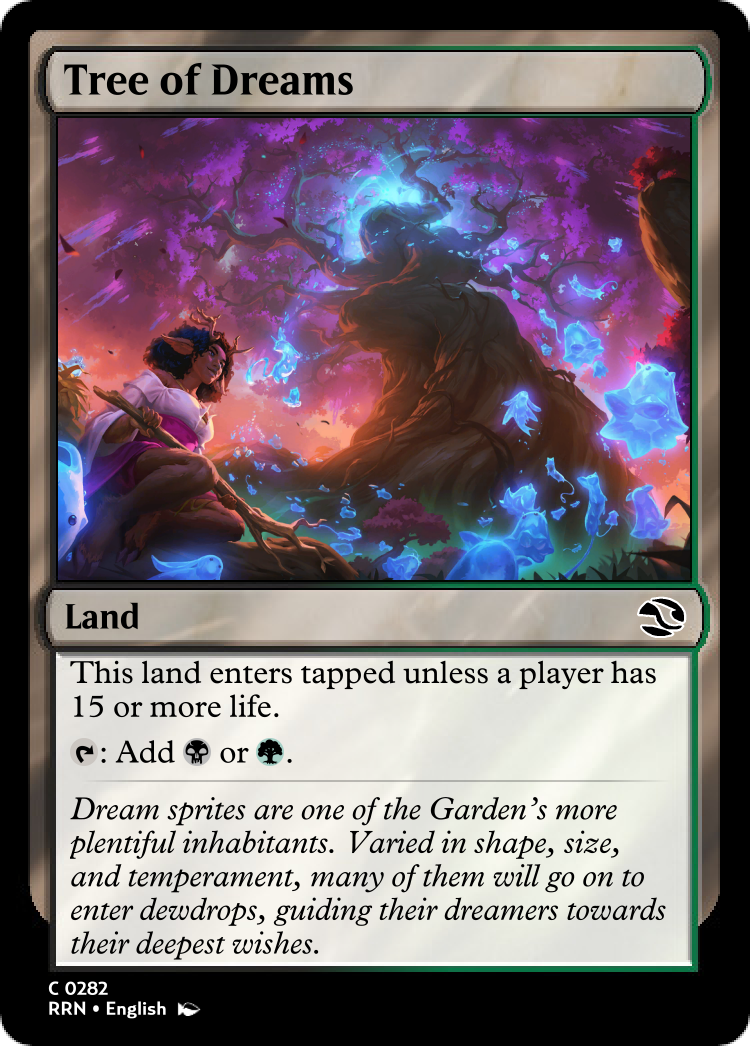 Tree of Dreams
Land
This land enters tapped unless a player has
15 or more life.
: Add or .
Dream sprites are one of the Garden's more
plentiful inhabitants. Varied in shape, size,
and temperament, many of them will go on to
enter dewdrops, guiding their dreamers towards
their deepest wishes.
C 0282
RRN • English